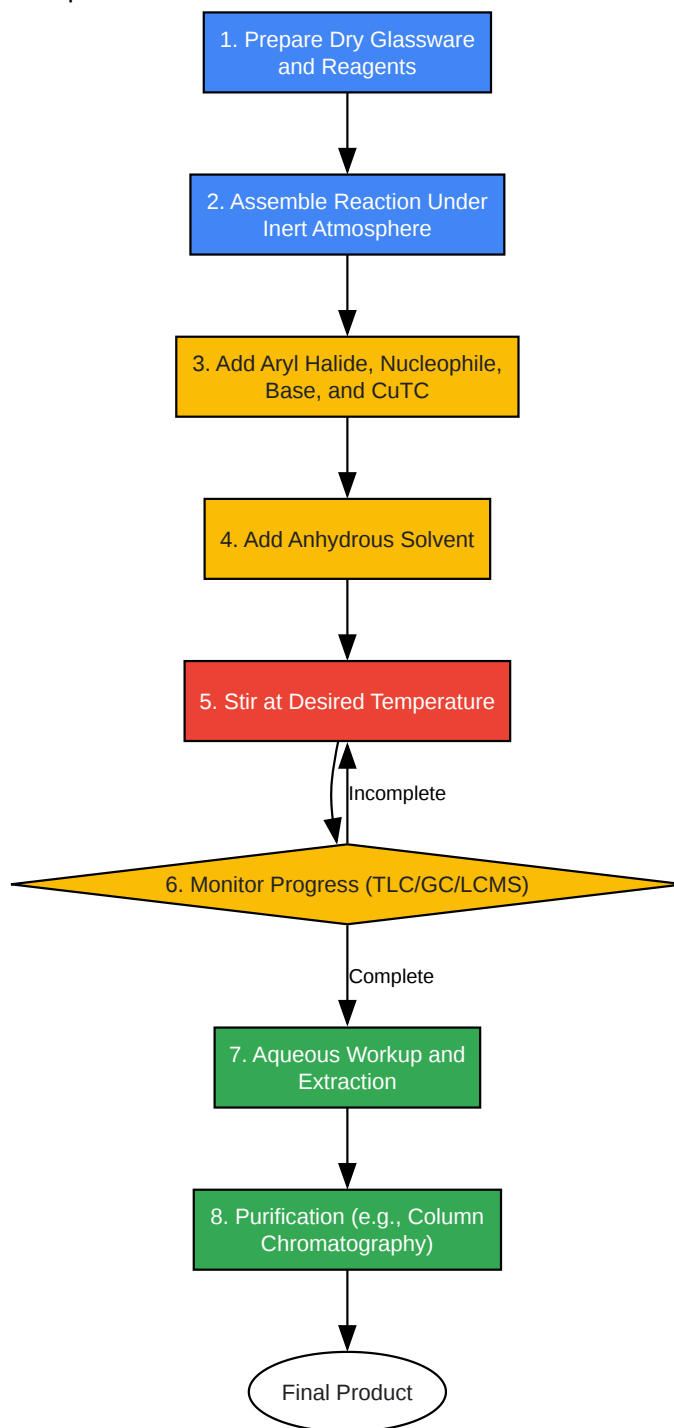 1. Prepare Dry Glassware
and Reagents
2. Assemble Reaction Under
Inert Atmosphere
3. Add Aryl Halide, Nucleophile,
Base, and CuTC
4. Add Anhydrous Solvent
5. Stir at Desired Temperature
Incomplete
6. Monitor Progress (TLC/GC/LCMS)
Complete
7. Aqueous Workup and
Extraction
8. Purification (e.g., Column
Chromatography)
Final Product